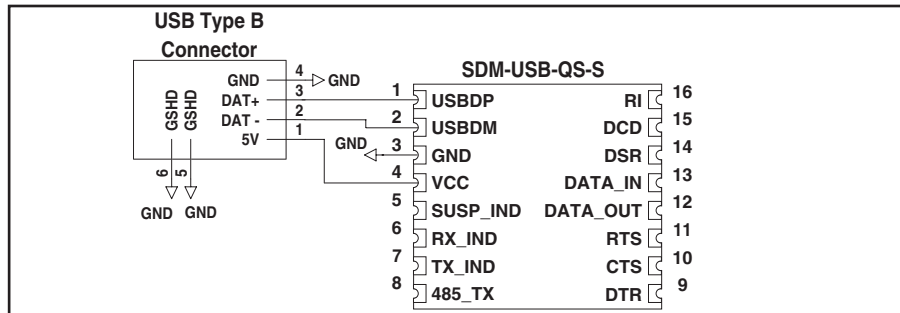 USB Type B
Connector
GND 4 GND
DAT+ 3
DAT - 2
5V 1
GSHD GSHD
6 5
GND GND
SDM-USB-QS-S
1 USBDP RI 16
2 USBDM DCD 15
GND 3 GND DSR 14
4 VCC DATA_IN 13
5 SUSP_IND DATA_OUT 12
6 RX_IND RTS 11
7 TX_IND CTS 10
8 485_TX DTR 9